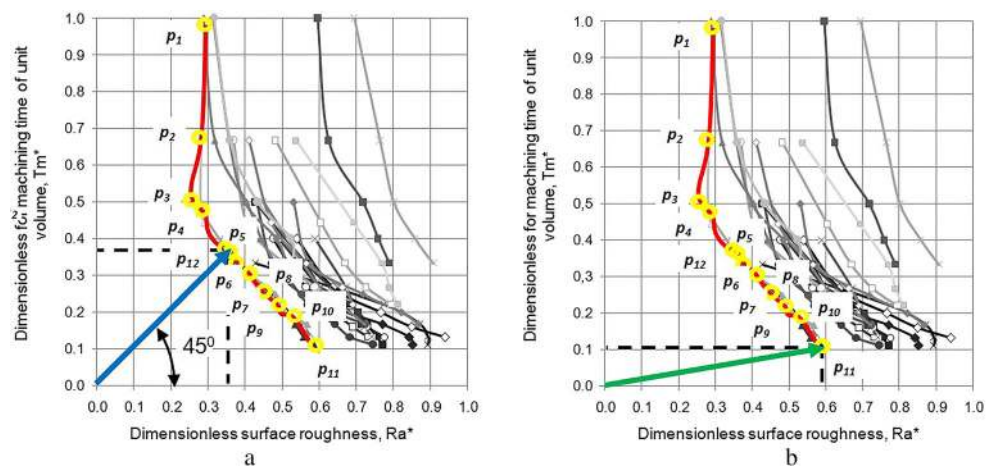 1.0
0.9
0.8
0.7
0.6
0.5
0.4
0.3
0.2
0.1
0.0
Dimensionless for machining time of unit
volume, Tm*
p1
p2
p3
p4
p5
p12
p6
p8
p7
p10
p9
p11
45⁰
0.0 0.1 0.2 0.3 0.4 0.5 0.6 0.7 0.8 0.9 1.0
Dimensionless surface roughness, Ra*
a
1.0
0.9
0.8
0.7
0.6
0.5
0.4
0.3
0.2
0.1
0.0
Dimensionless for machining time of unit
volume, Tm*
p1
p2
p3
p4
p5
p12
p6
p8
p7
p10
p9
p11
0.0 0.1 0.2 0.3 0.4 0.5 0.6 0.7 0.8 0.9 1.0
Dimensionless surface roughness, Ra*
b